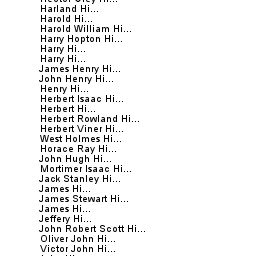 Harland Hi...
Harold Hi...
Harold William Hi...
Harry Hopton Hi...
Harry Hi...
Harry Hi...
James Henry Hi...
John Henry Hi...
Henry Hi...
Herbert Isaac Hi...
Herbert Hi...
Herbert Rowland Hi...
Herbert Viner Hi...
West Holmes Hi...
Horace Ray Hi...
John Hugh Hi...
Mortimer Isaac Hi...
Jack Stanley Hi...
James Hi...
James Stewart Hi...
James Hi...
Jeffery Hi...
John Robert Scott Hi...
Oliver John Hi...
Victor John Hi...